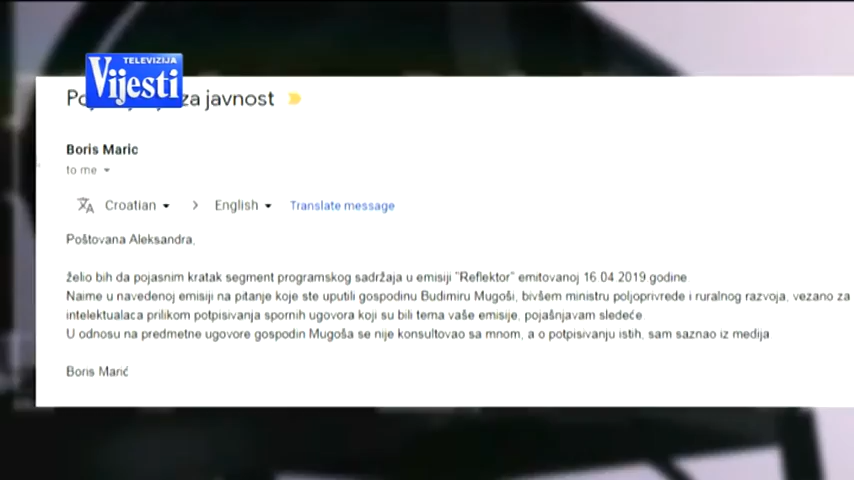 TELEVIZIJA
Vijesti
za javnost
Boris Maric
to me
Croatian > English Translate message
Poštovana Aleksandra,
želio bih da pojasnim kratak segment programskog sadržaja u emisiji "Reflektor" emitovanoj 16 04 2019 godine
Naime u navedenoj emisiji na pitanje koje ste uputili gospodinu Budimiru Mugoši, bivšem ministru poljoprivrede i ruralnog razvoja, vezano za
intelektualaca prilikom potpisivanja spornih ugovora koji su bili tema vaše emisije, pojašnjavam sledeće
U odnosu na predmetne ugovore gospodin Mugoša se nije konsultovao sa mnom, a o potpisivanju istih, sam saznao iz medija
Boris Marić